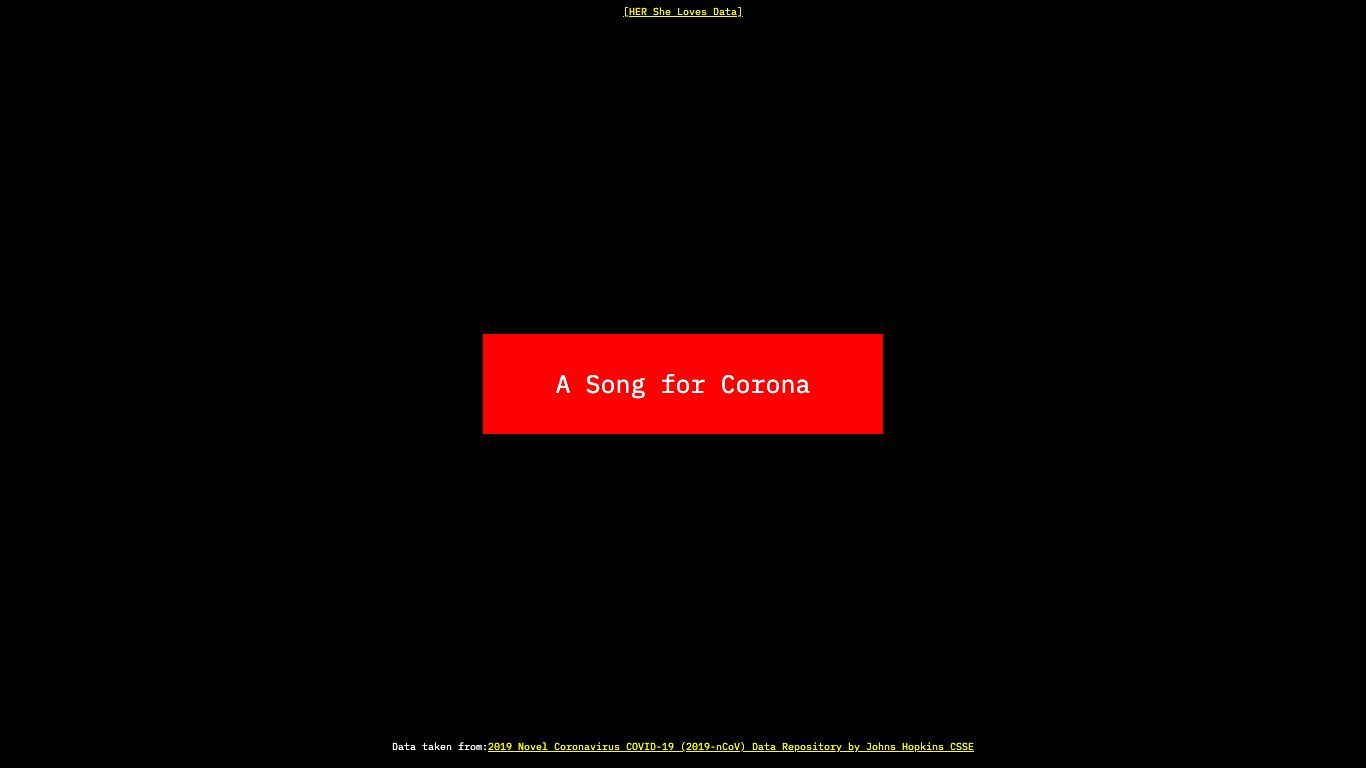 [HER She Loves Data]
A Song for Corona
Data taken from:2019 Novel Coronavirus COVID-19 (2019-nCoV) Data Repository by Johns Hopkins CSSE